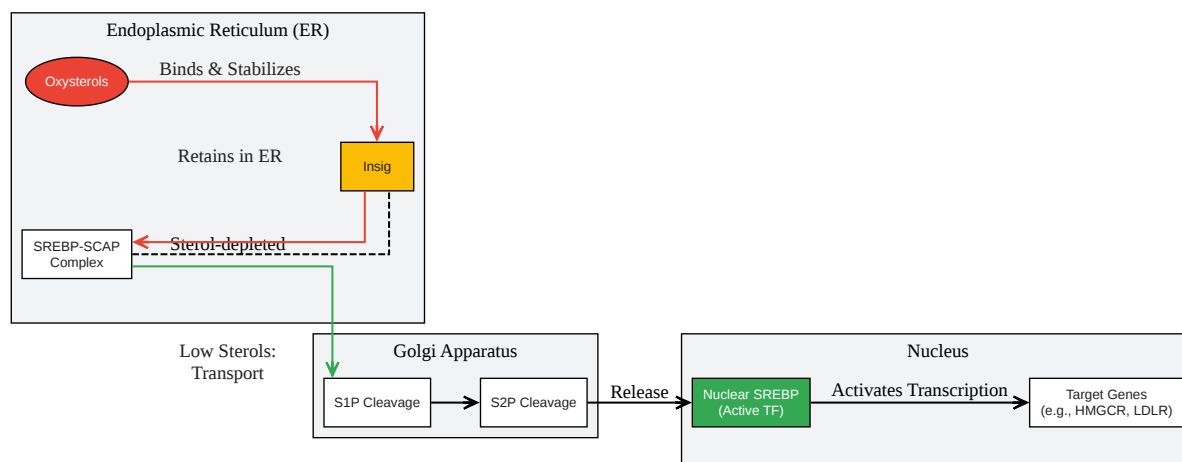 Endoplasmic Reticulum (ER)
Oxysterols
Binds & Stabilizes
Retains in ER
Insig
SREBP-SCAP
Complex
Sterol-depleted
Low Sterols:
Transport
Golgi Apparatus
S1P Cleavage
S2P Cleavage
Release
Nucleus
Nuclear SREBP
(Active TF)
Activates Transcription
Target Genes
(e.g., HMGCR, LDLR)